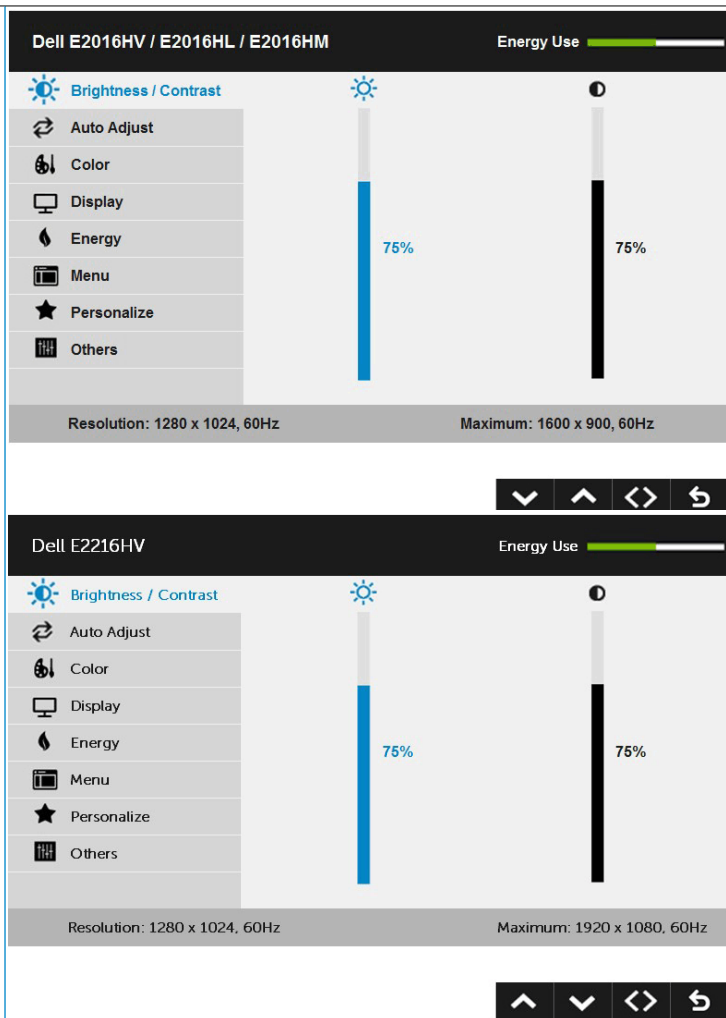 Dell E2016HV / E2016HL / E2016HM Energy Use
Brightness / Contrast
Auto Adjust
Color
Display
Energy
75% 75%
Menu
Personalize
Others
Resolution: 1280 x 1024, 60Hz Maximum: 1600 x 900, 60Hz
Dell E2216HV Energy Use
Brightness / Contrast
Auto Adjust
Color
Display
Energy
75% 75%
Menu
Personalize
Others
Resolution: 1280 x 1024, 60Hz Maximum: 1920 x 1080, 60Hz